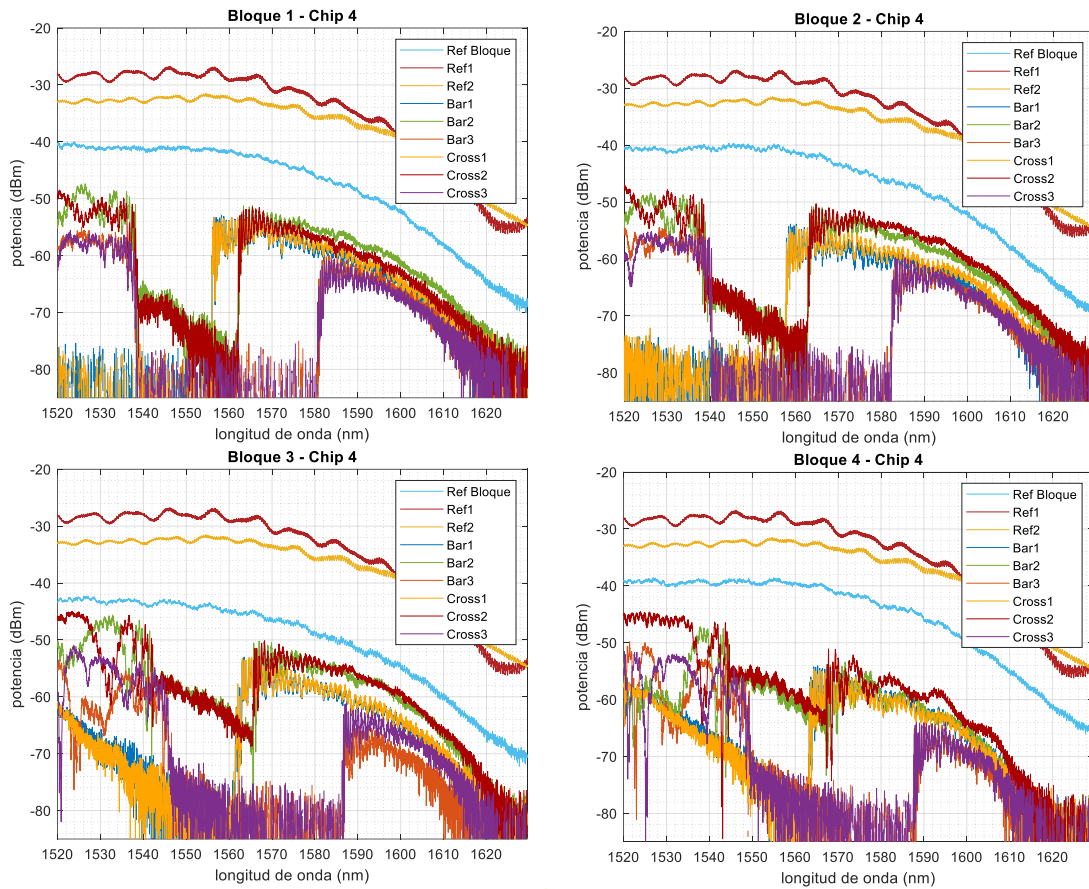 Bloque 1 - Chip 4
-20
-30
-40
-50
-60
-70
-80
potencia (dBm)
Ref Bloque
Ref1
Ref2
Bar1
Bar2
Bar3
Cross1
Cross2
Cross3
1520 1530 1540 1550 1560 1570 1580 1590 1600 1610 1620
longitud de onda (nm)
Bloque 2 - Chip 4
-20
-30
-40
-50
-60
-70
-80
potencia (dBm)
Ref Bloque
Ref1
Ref2
Bar1
Bar2
Bar3
Cross1
Cross2
Cross3
1520 1530 1540 1550 1560 1570 1580 1590 1600 1610 1620
longitud de onda (nm)
Bloque 3 - Chip 4
-20
-30
-40
-50
-60
-70
-80
potencia (dBm)
Ref Bloque
Ref1
Ref2
Bar1
Bar2
Bar3
Cross1
Cross2
Cross3
1520 1530 1540 1550 1560 1570 1580 1590 1600 1610 1620
longitud de onda (nm)
Bloque 4 - Chip 4
-20
-30
-40
-50
-60
-70
-80
potencia (dBm)
Ref Bloque
Ref1
Ref2
Bar1
Bar2
Bar3
Cross1
Cross2
Cross3
1520 1530 1540 1550 1560 1570 1580 1590 1600 1610 1620
longitud de onda (nm)